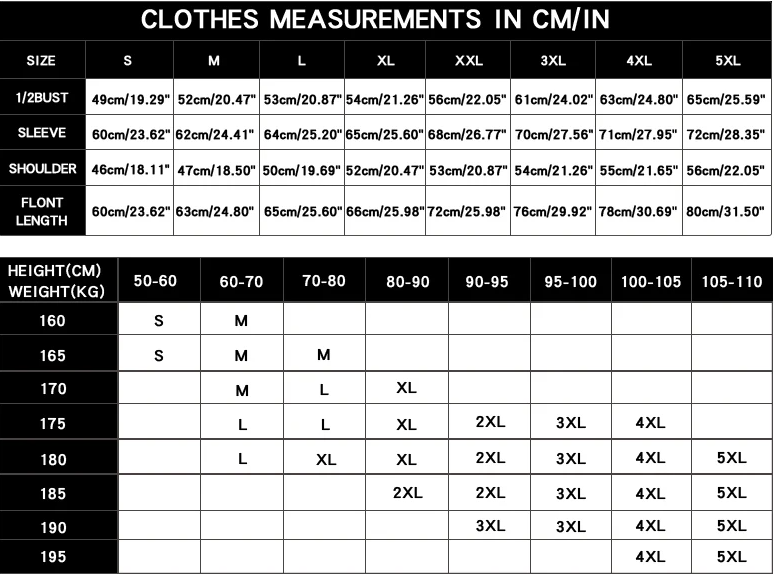 CLOTHES MEASUREMENTS IN CM/IN
SIZE S M L XL XXL 3XL 4XL 5XL
1/2BUST 49cm/19.29" 52cm/20.47" 53cm/20.87" 54cm/21.26" 56cm/22.05" 61cm/24.02" 63cm/24.80" 65cm/25.59"
SLEEVE 60cm/23.62" 62cm/24.41" 64cm/25.20" 65cm/25.60" 68cm/26.77" 70cm/27.56" 71cm/27.95" 72cm/28.35"
SHOULDER 46cm/18.11" 47cm/18.50" 50cm/19.69" 52cm/20.47" 53cm/20.87" 54cm/21.26" 55cm/21.65" 56cm/22.05"
FLONT
LENGTH 60cm/23.62" 63cm/24.80" 65cm/25.60" 66cm/25.98" 72cm/25.98" 76cm/29.92" 78cm/30.69" 80cm/31.50"
HEIGHT(CM)
WEIGHT(KG) 50-60 60-70 70-80 80-90 90-95 95-100 100-105 105-110
160 S M
165 S M M
170 M L XL
175 L L XL 2XL 3XL 4XL
180 L XL XL 2XL 3XL 4XL 5XL
185 2XL 2XL 3XL 4XL 5XL
190 3XL 3XL 4XL 5XL
195 4XL 5XL